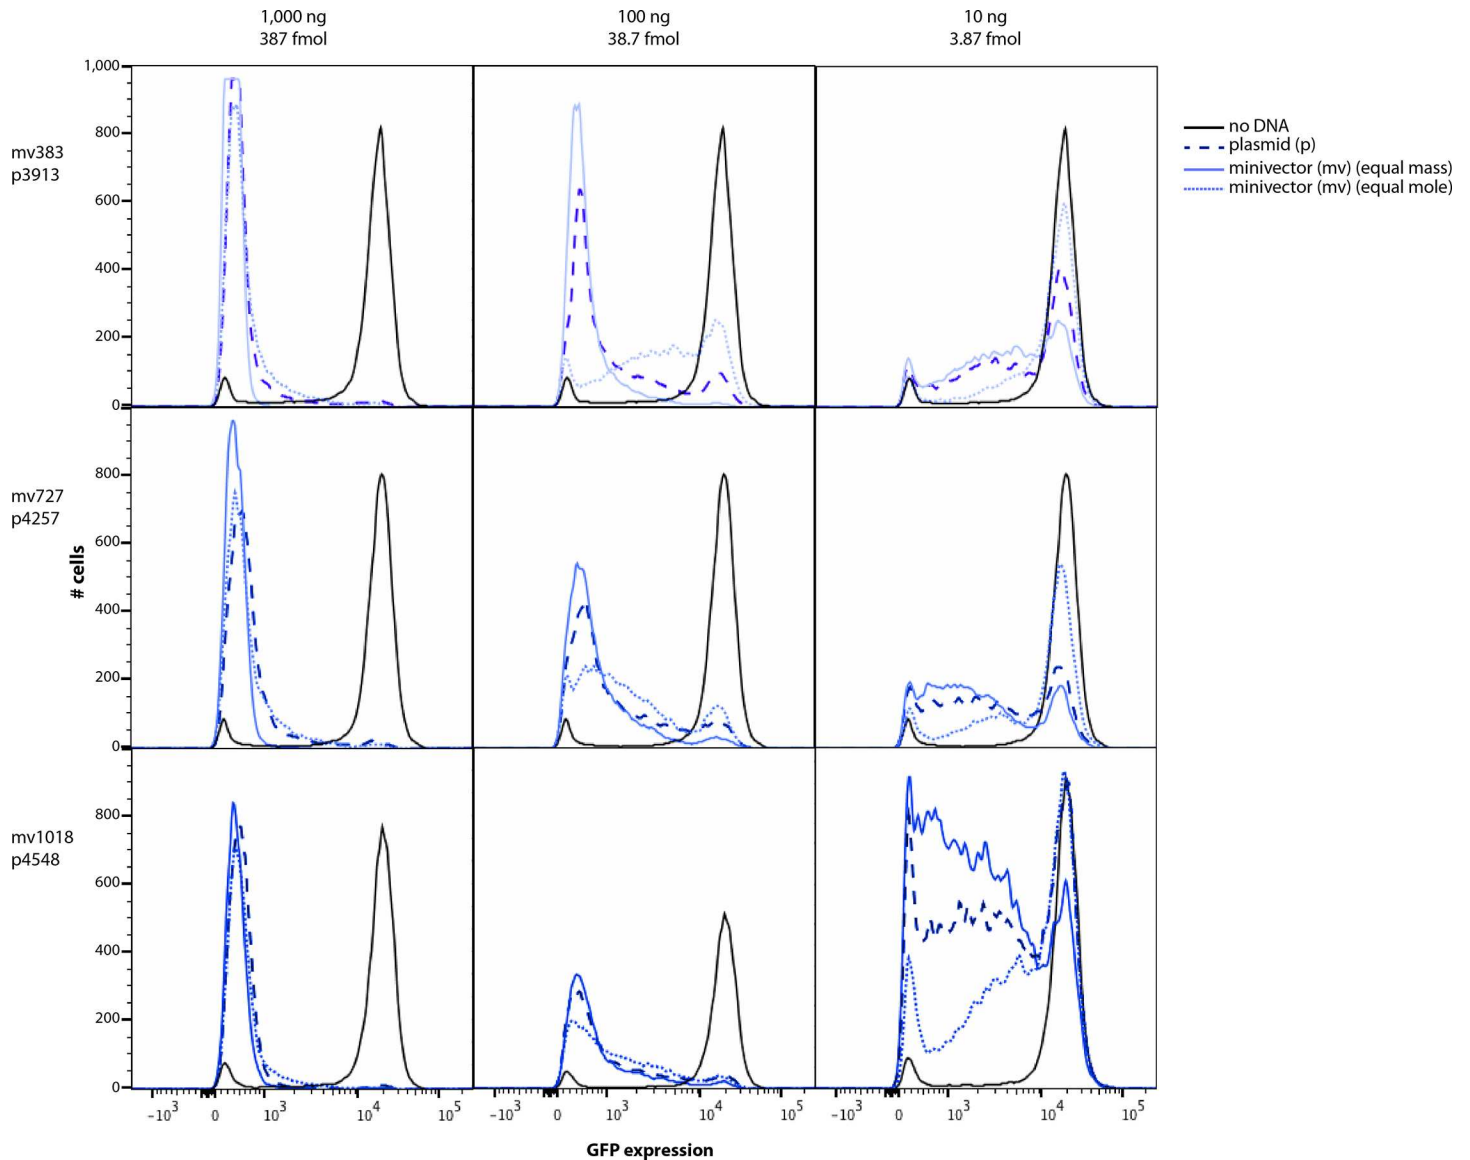 1,000 ng
387 fmol
100 ng
38.7 fmol
10 ng
3.87 fmol
no DNA
plasmid (p)
minivector (mv) (equal mass)
minivector (mv) (equal mole)
mv383
p3913
1,000
800
600
400
200
0
mv727
p4257
# cells
800
600
400
200
0
mv1018
p4548
800
600
400
200
0
-10³ 0 10³ 10⁴ 10⁵
-10³ 0 10³ 10⁴ 10⁵
-10³ 0 10³ 10⁴ 10⁵
GFP expression